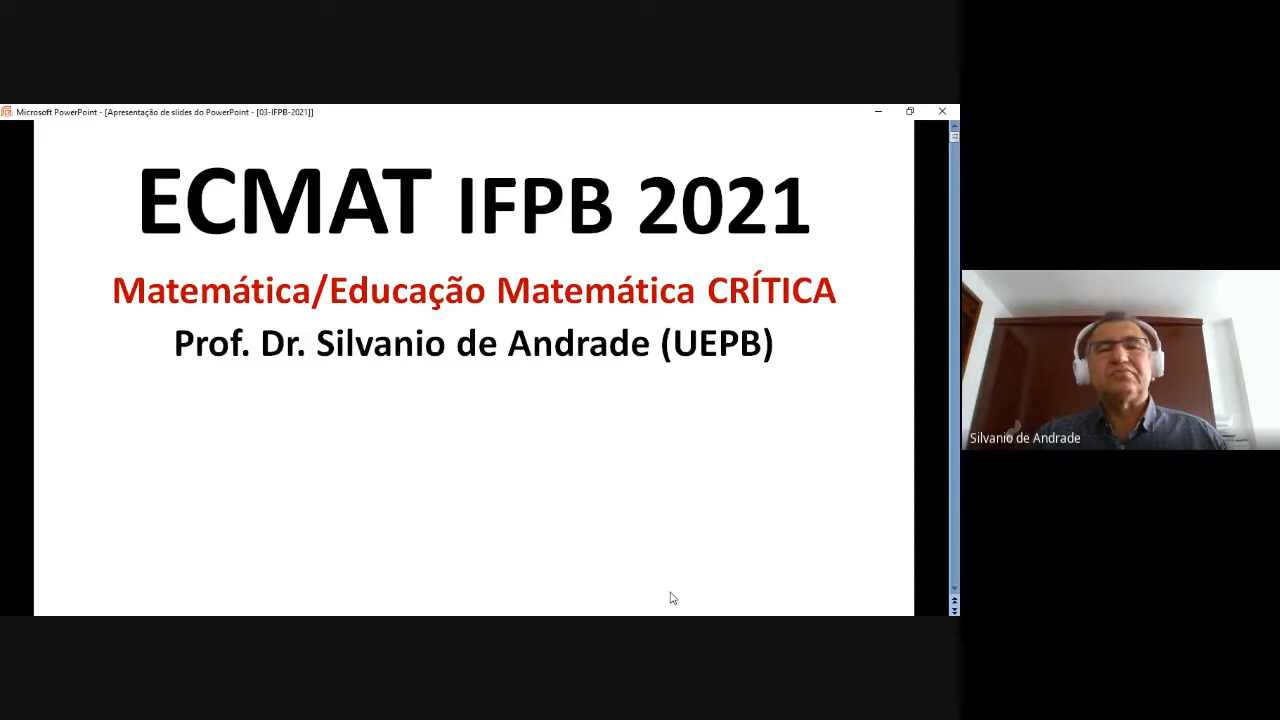 Microsoft PowerPoint - [Apresentação de slides do PowerPoint - [03-IFPB-2021]]
ECMAT IFPB 2021
Matemática/Educação Matemática CRÍTICA
Prof. Dr. Silvanio de Andrade (UEPB)
Silvanio de Andrade